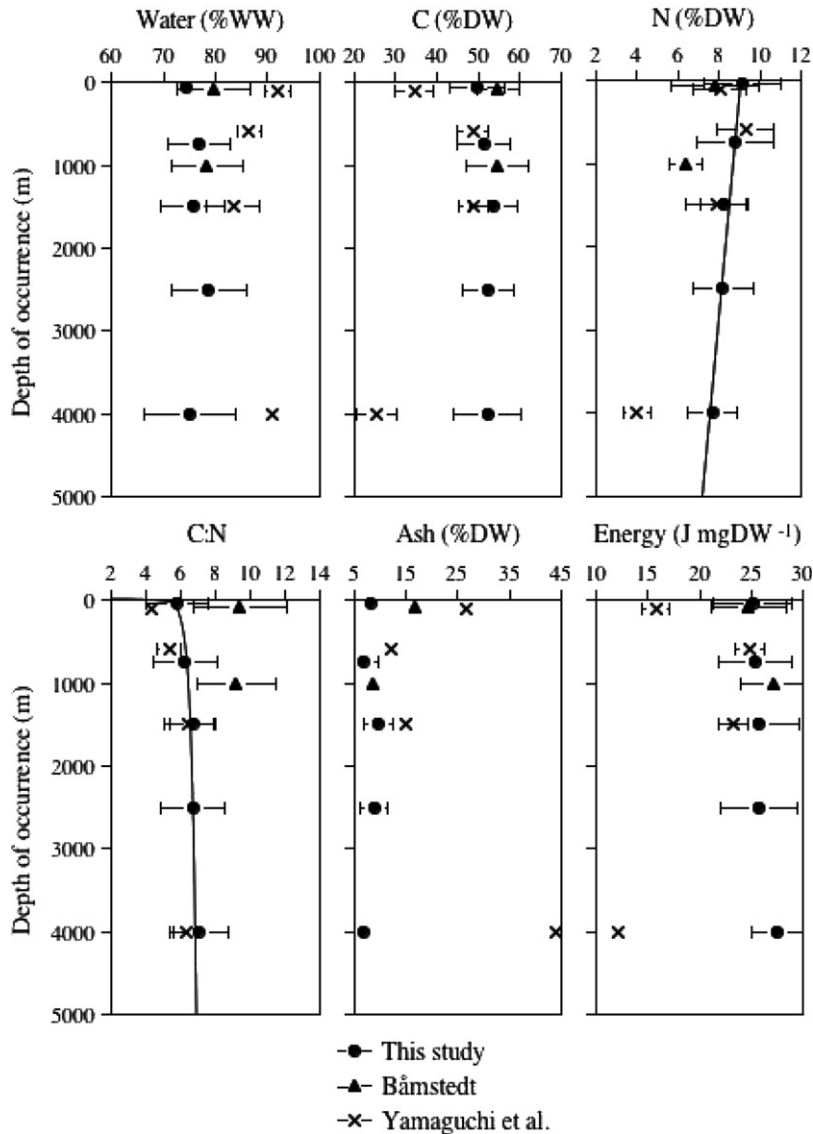 Water (%WW) C (%DW) N (%DW)
60 70 80 90 100 20 30 40 50 60 70 2 4 6 8 10 12
0
1000
2000
3000
4000
5000
Depth of occurrence (m)
C:N Ash (%DW) Energy (J mgDW -1)
2 4 6 8 10 12 14 5 15 25 35 45 10 15 20 25 30
0
1000
2000
3000
4000
5000
Depth of occurrence (m)
This study
Båmstedt
Yamaguchi et al.